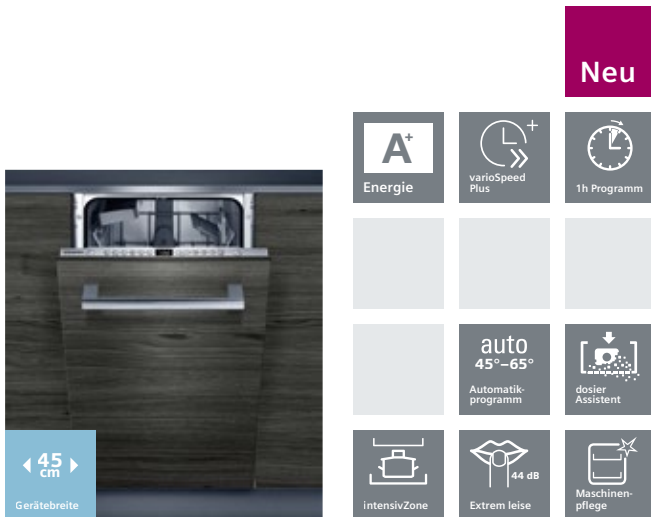 Neu
A+
Energie
+
varioSpeed
Plus
1h Programm
auto
45°–65°
Automatik-
programm
dosier
Assistent
45
cm
Gerätebreite
intensivZone
44 dB
Extrem leise
Maschinen-
pflege